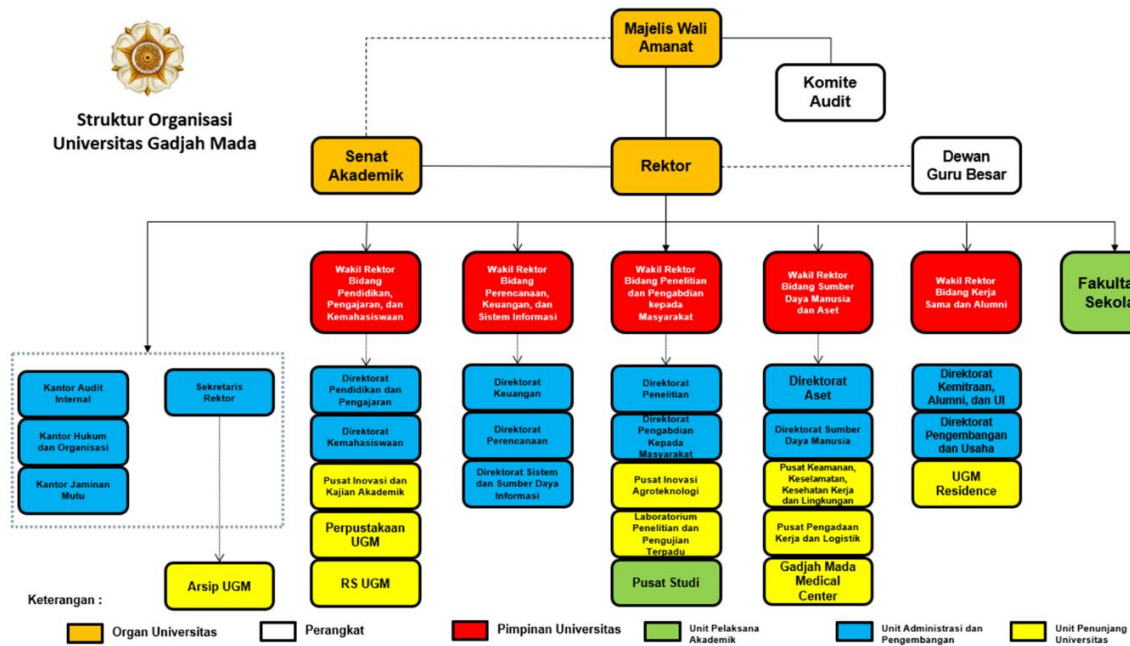 Majelis Wali
Amanat
Komite
Audit
Struktur Organisasi
Universitas Gadjah Mada
Senat
Akademik
Rektor
Dewan
Guru Besar
Wakil Rektor
Bidang
Pendidikan,
Pengajaran, dan
Kemahasiswaan
Wakil Rektor
Bidang
Perencanaan,
Keuangan, dan
Sistem Informasi
Wakil Rektor
Bidang Penelitian
dan Pengabdian
kepada
Masyarakat
Wakil Rektor
Bidang Sumber
Daya Manusia
dan Aset
Wakil Rektor
Bidang Kerja
Sama dan Alumni
Fakulta
Sekola
Kantor Audit
Internal
Kantor Hukum
dan Organisasi
Kantor Jaminan
Mutu
Sekretaris
Rektor
Arsip UGM
Direktorat
Pendidikan dan
Pengajaran
Direktorat
Kemahasiswaan
Pusat Inovasi dan
Kajian Akademik
Perpustakaan
UGM
RS UGM
Direktorat
Keuangan
Direktorat
Perencanaan
Direktorat Sistem
dan Sumber Daya
Informasi
Direktorat
Penelitian
Direktorat
Pengabdian
Kepada
Masyarakat
Pusat Inovasi
Agroteknologi
Laboratorium
Penelitian dan
Pengujian
Terpadu
Pusat Studi
Direktorat
Aset
Direktorat Sumber
Daya Manusia
Pusat Keamanan,
Keselamatan,
Kesehatan Kerja
dan Lingkungan
Pusat Pengadaan
Kerja dan Logistik
Gadjah Mada
Medical
Center
Direktorat
Kemitraan,
Alumni, dan UI
Direktorat
Pengembangan
dan Usaha
UGM
Residence
Keterangan :
Organ Universitas
Perangkat
Pimpinan Universitas
Unit Pelaksana
Akademik
Unit Administrasi dan
Pengembangan
Unit Penunjang
Universitas